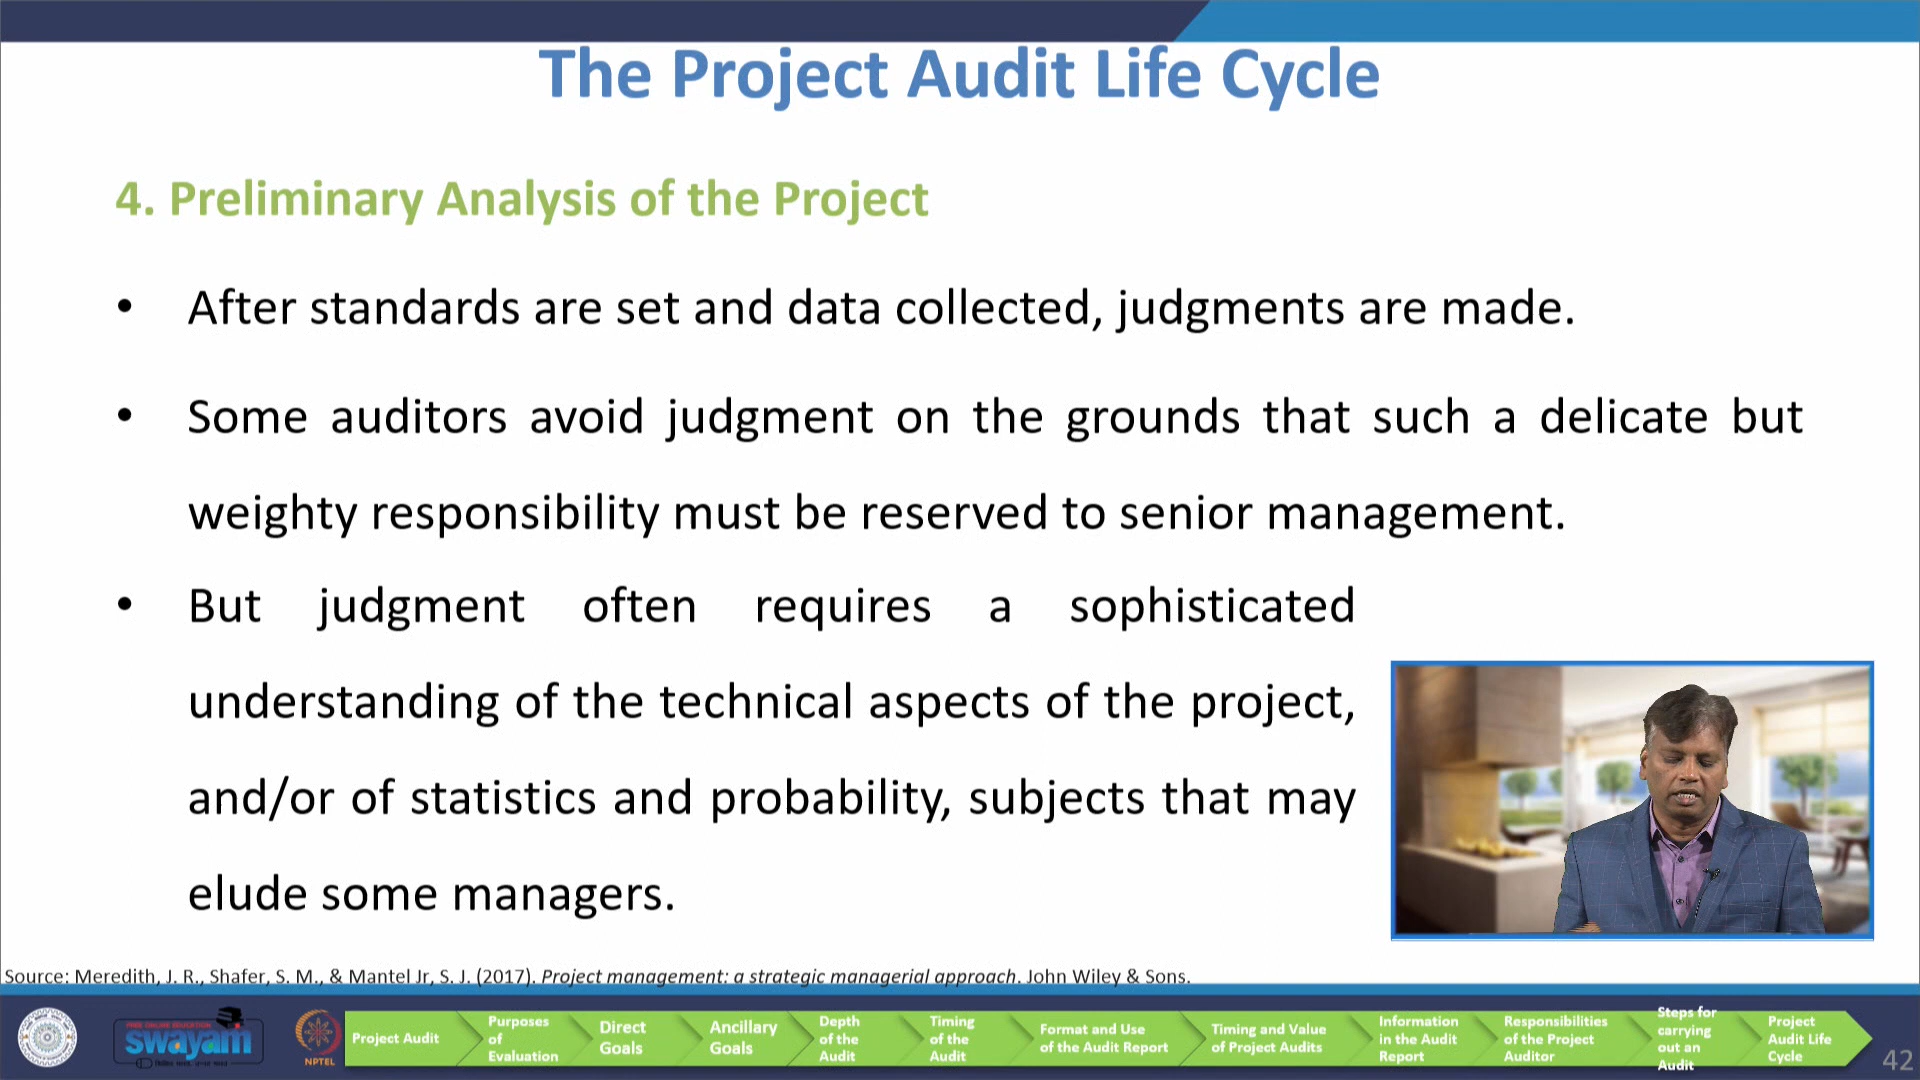 The Project Audit Life Cycle
4. Preliminary Analysis of the Project
• After standards are set and data collected, judgments are made.
• Some auditors avoid judgment on the grounds that such a delicate but
weighty responsibility must be reserved to senior management.
• But judgment often requires a sophisticated
understanding of the technical aspects of the project,
and/or of statistics and probability, subjects that may
elude some managers.
Source: Meredith, J. R., Shafer, S. M., & Mantel Jr, S. J. (2017). Project management: a strategic managerial approach. John Wiley & Sons.
FREE ONLINE EDUCATION
swayam
NPTEL
Project Audit
Purposes
of
Evaluation
Direct
Goals
Ancillary
Goals
Depth
of the
Audit
Timing
of the
Audit
Format and Use
of the Audit Report
Timing and Value
of Project Audits
Information
in the Audit
Report
Responsibilities
of the Project
Auditor
Steps for
carrying
out an
Audit
Project
Audit Life
Cycle
42